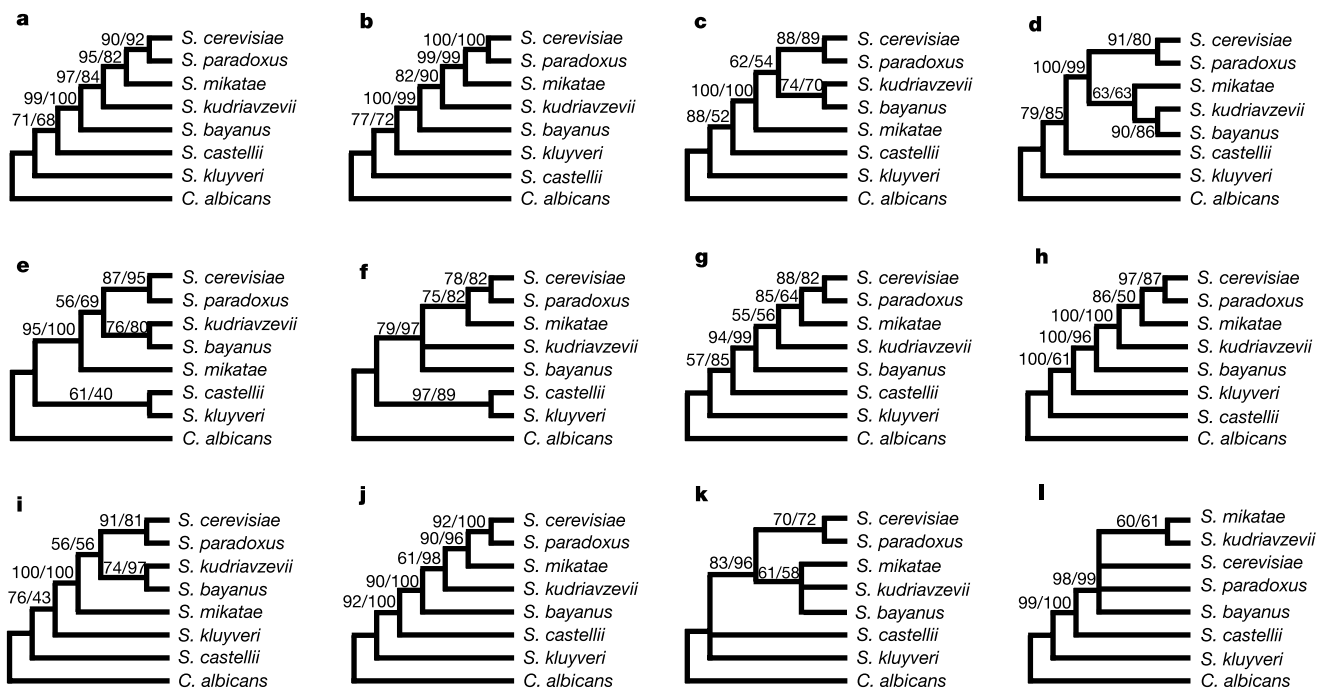 a
90/92
S. cerevisiae
95/82
S. paradoxus
97/84
S. mikatae
99/100
S. kudriavzevii
71/68
S. bayanus
S. castellii
S. kluyveri
C. albicans
b
100/100
S. cerevisiae
99/99
S. paradoxus
82/90
S. mikatae
100/99
S. kudriavzevii
77/72
S. bayanus
S. kluyveri
S. castellii
C. albicans
c
88/89
S. cerevisiae
62/54
S. paradoxus
74/70
S. kudriavzevii
100/100
S. bayanus
88/52
S. mikatae
S. castellii
S. kluyveri
C. albicans
d
91/80
S. cerevisiae
100/99
S. paradoxus
63/63
S. mikatae
79/85
S. kudriavzevii
90/86
S. bayanus
S. castellii
S. kluyveri
C. albicans
e
87/95
S. cerevisiae
56/69
S. paradoxus
76/80
S. kudriavzevii
95/100
S. bayanus
S. mikatae
61/40
S. castellii
S. kluyveri
C. albicans
f
78/82
S. cerevisiae
75/82
S. paradoxus
79/97
S. mikatae
S. kudriavzevii
S. bayanus
97/89
S. castellii
S. kluyveri
C. albicans
g
88/82
S. cerevisiae
85/64
S. paradoxus
55/56
S. mikatae
94/99
S. kudriavzevii
57/85
S. bayanus
S. castellii
S. kluyveri
C. albicans
h
97/87
S. cerevisiae
86/50
S. paradoxus
100/100
S. mikatae
100/96
S. kudriavzevii
100/61
S. bayanus
S. kluyveri
S. castellii
C. albicans
i
91/81
S. cerevisiae
56/56
S. paradoxus
74/97
S. kudriavzevii
100/100
S. bayanus
76/43
S. mikatae
S. kluyveri
S. castellii
C. albicans
j
92/100
S. cerevisiae
90/96
S. paradoxus
61/98
S. mikatae
90/100
S. kudriavzevii
92/100
S. bayanus
S. castellii
S. kluyveri
C. albicans
k
70/72
S. cerevisiae
S. paradoxus
83/96
61/58
S. mikatae
S. kudriavzevii
S. bayanus
S. castellii
S. kluyveri
C. albicans
l
60/61
S. mikatae
S. kudriavzevii
S. cerevisiae
98/99
S. paradoxus
99/100
S. bayanus
S. castellii
S. kluyveri
C. albicans